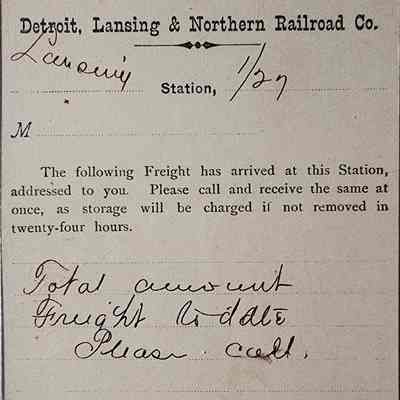 Detroit, Lansing & Northern Railroad Co.
Lansing Station, 1/27
M
The following Freight has arrived at this Station,
addressed to you. Please call and receive the same at
once, as storage will be charged if not removed in
twenty-four hours.
Total amount
Freight to date
Please call.